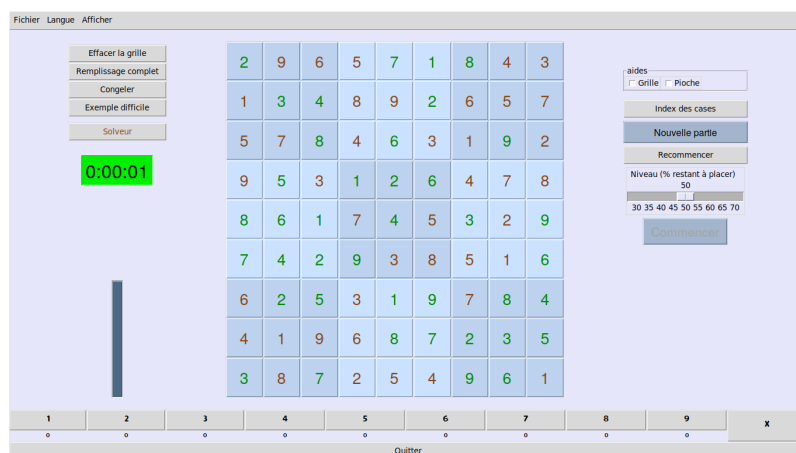 Fichier Langue Afficher
Effacer la grille
Remplissage complet
Congeler
Exemple difficile
Solveur
0:00:01
2 9 6 5 7 1 8 4 3
1 3 4 8 9 2 6 5 7
5 7 8 4 6 3 1 9 2
9 5 3 1 2 6 4 7 8
8 6 1 7 4 5 3 2 9
7 4 2 9 3 8 5 1 6
6 2 5 3 1 9 7 8 4
4 1 9 6 8 7 2 3 5
3 8 7 2 5 4 9 6 1
aides
Grille Pioche
Index des cases
Nouvelle partie
Recommencer
Niveau (% restant à placer)
50
30 35 40 45 50 55 60 65 70
Commencer
1 2 3 4 5 6 7 8 9 x
0 0 0 0 0 0 0 0 0
Quitter